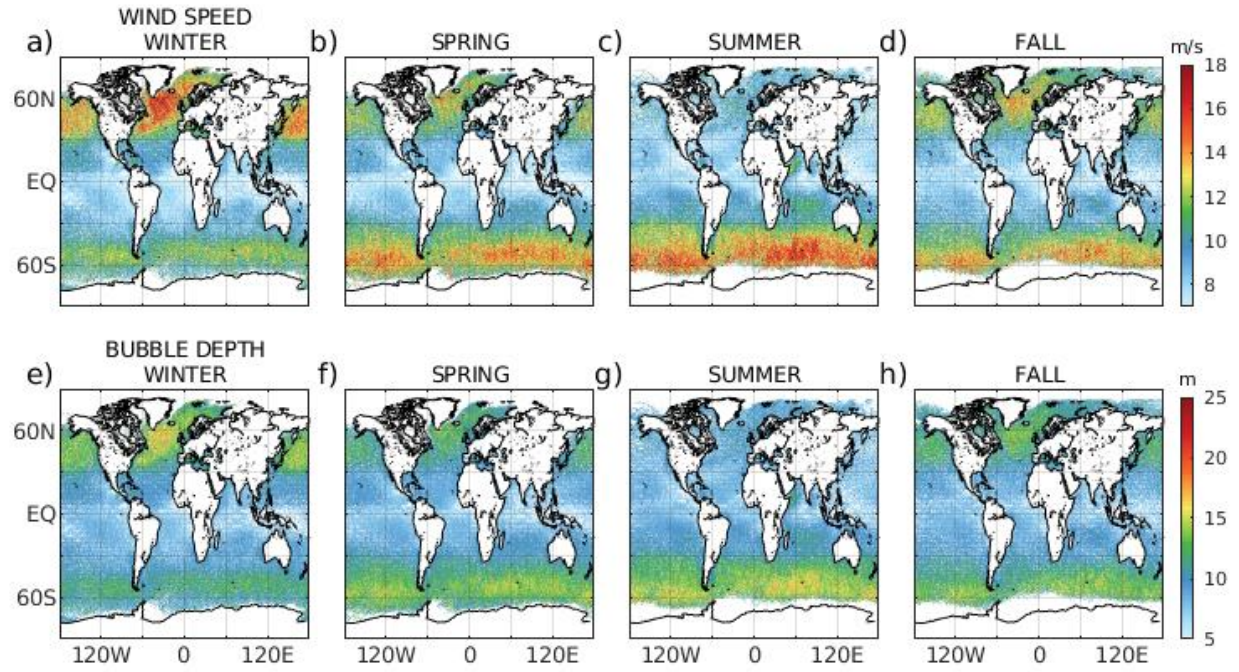 WIND SPEED
a) WINTER b) SPRING c) SUMMER d) FALL m/s
18
60N
16
14
EQ
12
10
60S
8
BUBBLE DEPTH
e) WINTER f) SPRING g) SUMMER h) FALL m
25
60N
20
EQ
15
10
60S
5
120W 0 120E 120W 0 120E 120W 0 120E 120W 0 120E